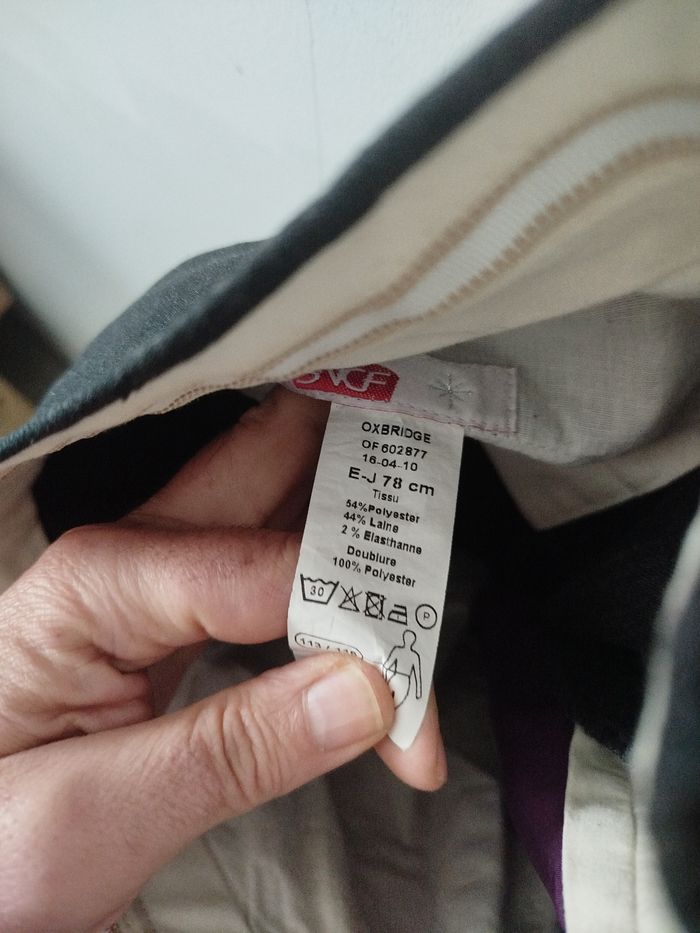 SNCF
OXBRIDGE
OF 602877
16-04-10
E-J 78 cm
Tissu
54%Polyester
44% Laine
2 % Elasthanne
Doublure
100% Polyester
30
P